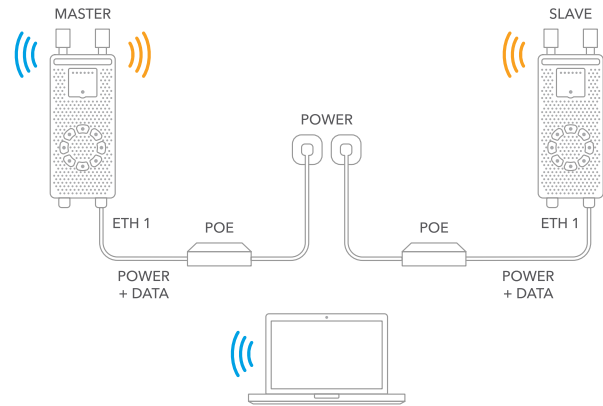 MASTER
SLAVE
POWER
ETH 1
POE
POE
ETH 1
POWER
+ DATA
POWER
+ DATA